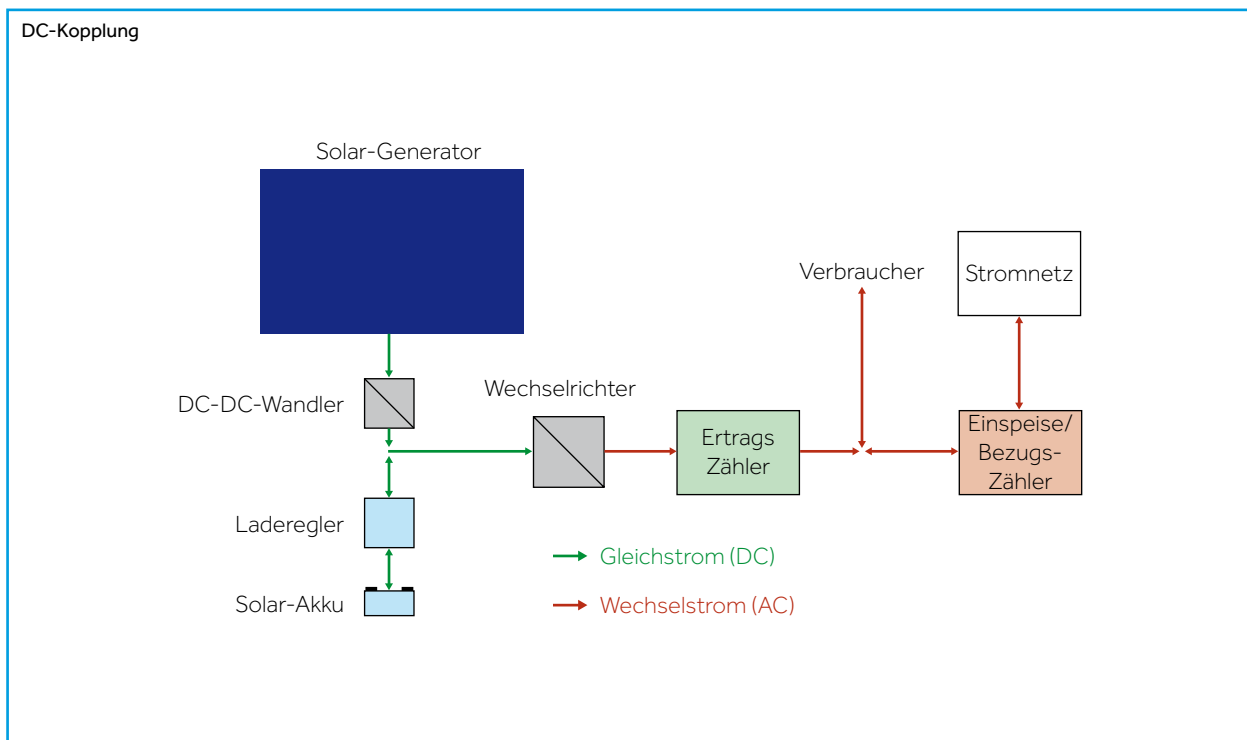 DC-Kopplung
Solar-Generator
Verbraucher
Stromnetz
DC-DC-Wandler
Wechselrichter
Ertrags
Zähler
Einspeise/
Bezugs-
Zähler
Laderegler
Gleichstrom (DC)
Solar-Akku
Wechselstrom (AC)